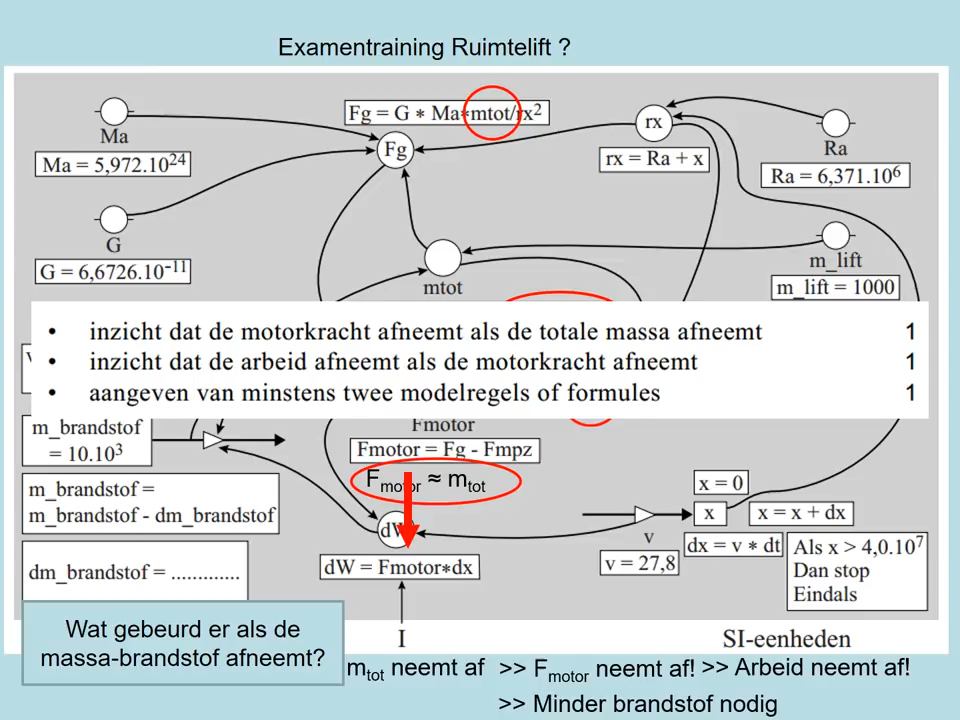 Examentraining Ruimtelift ?
Fg = G * Ma*mtot/rx²
Ma
Ma = 5,972.10²⁴
Fg
rx
rx = Ra + x
Ra
Ra = 6,371.10⁶
G
G = 6,6726.10⁻¹¹
mtot
m_lift
m_lift = 1000
• inzicht dat de motorkracht afneemt als de totale massa afneemt 1
• inzicht dat de arbeid afneemt als de motorkracht afneemt 1
• aangeven van minstens twee modelregels of formules 1
m_brandstof
= 10.10³
Fmotor
Fmotor = Fg - Fmpz
Fmotor ≈ mtot
m_brandstof =
m_brandstof - dm_brandstof
dW
x = 0
x
x = x + dx
v
v = 27,8
dx = v * dt
Als x > 4,0.10⁷
Dan stop
Eindals
dm_brandstof = .............
dW = Fmotor*dx
I
SI-eenheden
Wat gebeurd er als de
massa-brandstof afneemt?
mtot neemt af >> Fmotor neemt af! >> Arbeid neemt af!
>> Minder brandstof nodig